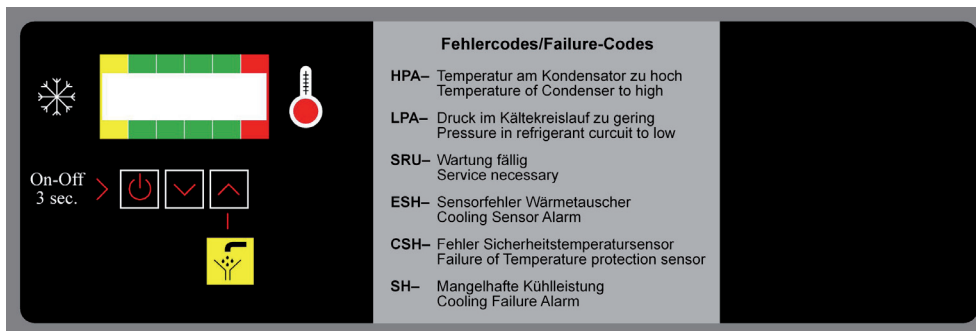 Fehlercodes/Failure-Codes
HPA– Temperatur am Kondensator zu hoch
Temperature of Condenser to high
LPA– Druck im Kältekreislauf zu gering
Pressure in refrigerant curcuit to low
SRU– Wartung fällig
Service necessary
ESH– Sensorfehler Wärmetauscher
Cooling Sensor Alarm
CSH– Fehler Sicherheitstemperatursensor
Failure of Temperature protection sensor
SH– Mangelhafte Kühlleistung
Cooling Failure Alarm
On-Off
3 sec.